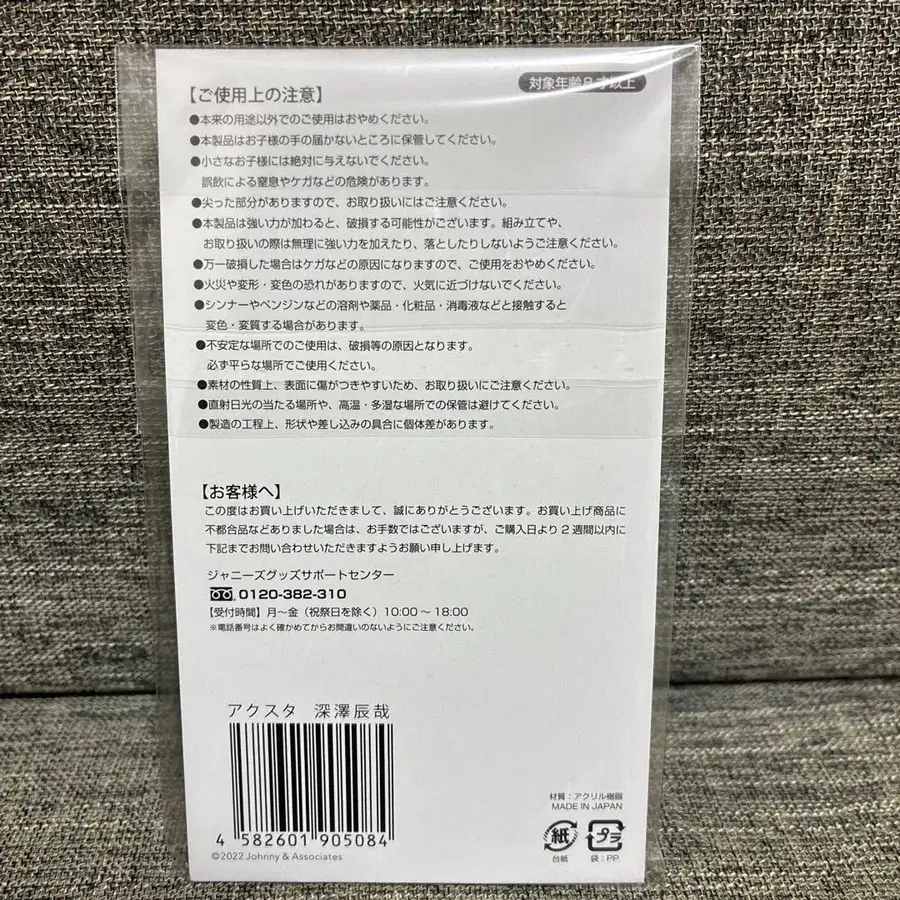 対象年齢8才以上
【ご使用上の注意】
●本来の用途以外でのご使用はおやめください。
●本製品はお子様の手の届かないところに保管してください。
●小さなお子様には絶対に与えないでください。
誤飲による窒息やケガなどの危険があります。
●尖った部分がありますので、お取り扱いにはご注意ください。
●本製品は強い力が加わると、破損する可能性がございます。組み立てや、
お取り扱いの際は無理に強い力を加えたり、落としたりしないようご注意ください。
●万一破損した場合はケガなどの原因になりますので、ご使用をおやめください。
●火災や変形・変色の恐れがありますので、火気に近づけないでください。
●シンナーやベンジンなどの溶剤や薬品・化粧品・消毒液などと接触すると
変色・変質する場合があります。
●不安定な場所でのご使用は、破損等の原因となります。
必ず平らな場所でご使用ください。
●素材の性質上、表面に傷がつきやすいため、お取り扱いにご注意ください。
●直射日光の当たる場所や、高温・多湿な場所での保管は避けてください。
●製造の工程上、形状や差し込みの具合に個体差があります。
【お客様へ】
この度はお買い上げいただきまして、誠にありがとうございます。お買い上げ商品に
不都合品などありました場合は、お手数ではございますが、ご購入日より2週間以内に
下記までお問い合わせいただきますようお願い申し上げます。
ジャニーズグッズサポートセンター
0120-382-310
【受付時間】月～金（祝祭日を除く）10:00～18:00
※電話番号はよく確かめてからお間違いのないようにご注意ください。
アクスタ 深澤辰哉
4 582601 905084
©2022 Johnny & Associates
材質：アクリル樹脂
MADE IN JAPAN
紙 プラ
台紙 袋：PP